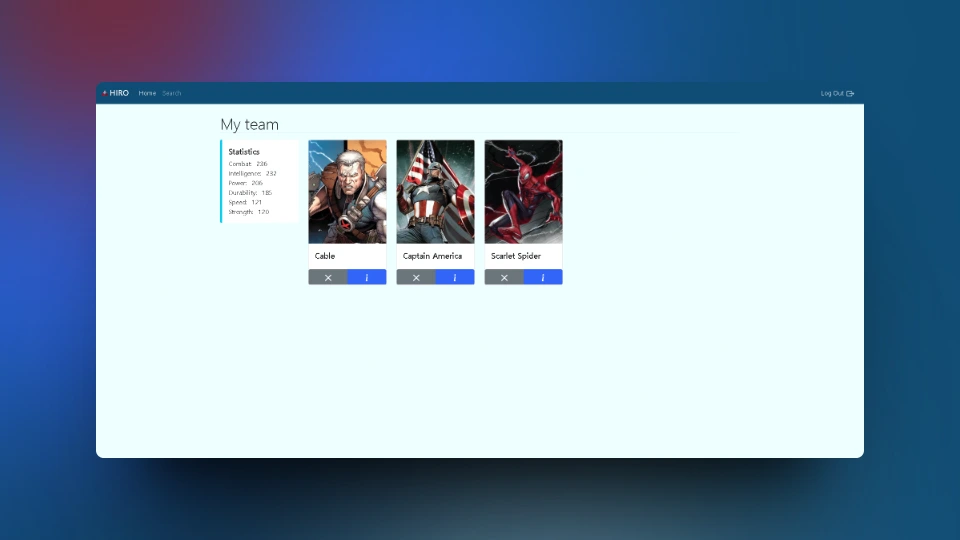 HIRO Home Search Log Out
My team
Statistics
Combat: 236
Intelligence: 232
Power: 206
Durability: 185
Speed: 121
Strength: 120
Cable
Captain America
Scarlet Spider